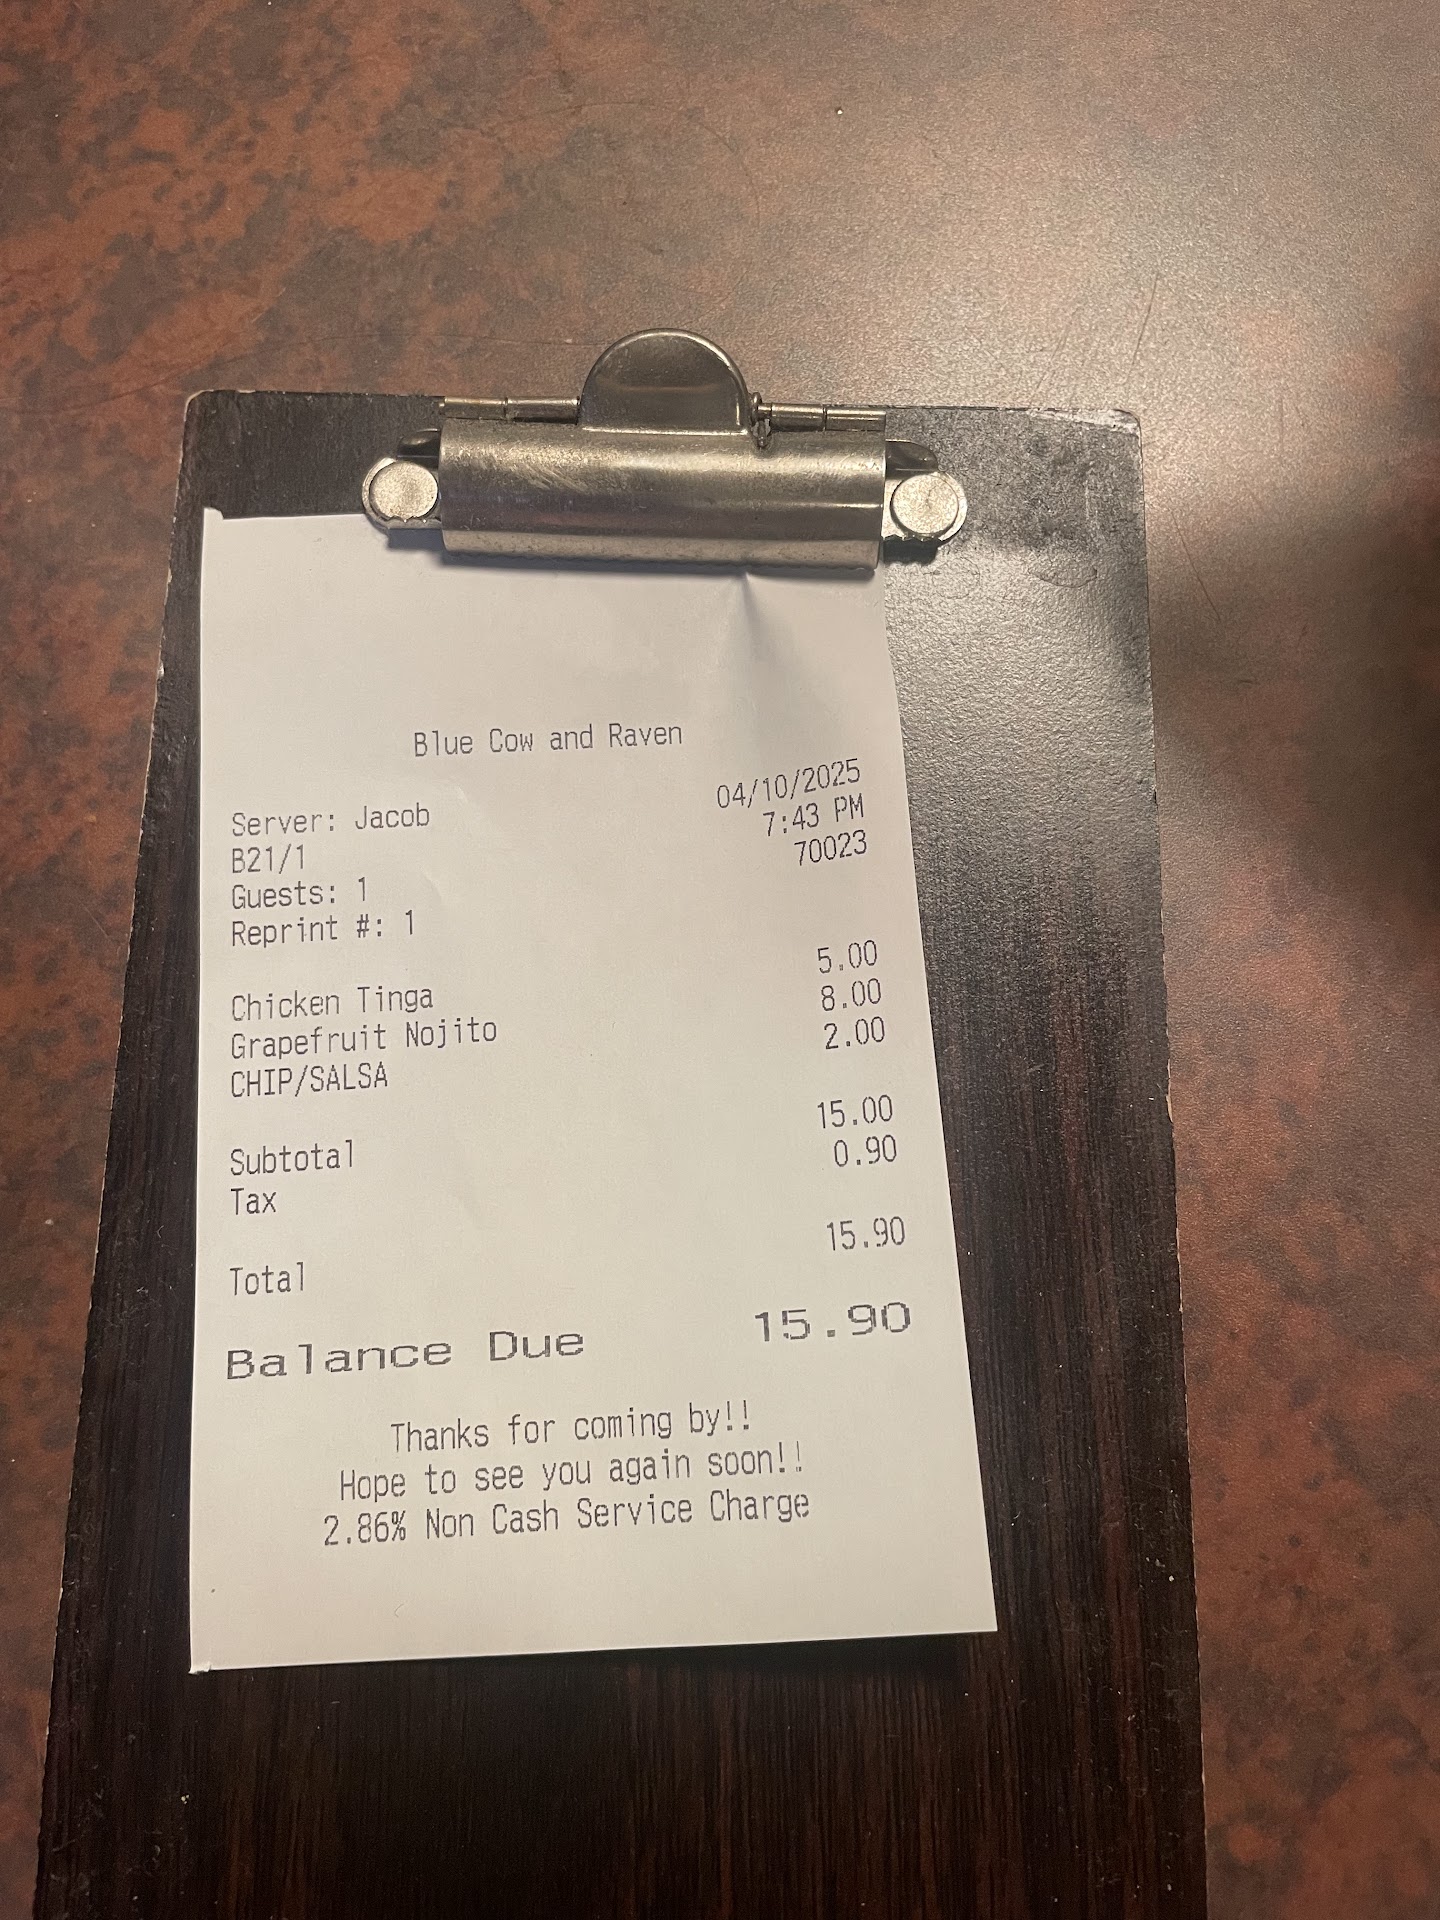 Blue Cow and Raven
04/10/2025
Server: Jacob 7:43 PM
B21/1 70023
Guests: 1
Reprint #: 1
Chicken Tinga 5.00
Grapefruit Nojito 8.00
CHIP/SALSA 2.00
Subtotal 15.00
Tax 0.90
Total 15.90
Balance Due 15.90
Thanks for coming by!!
Hope to see you again soon!!
2.86% Non Cash Service Charge